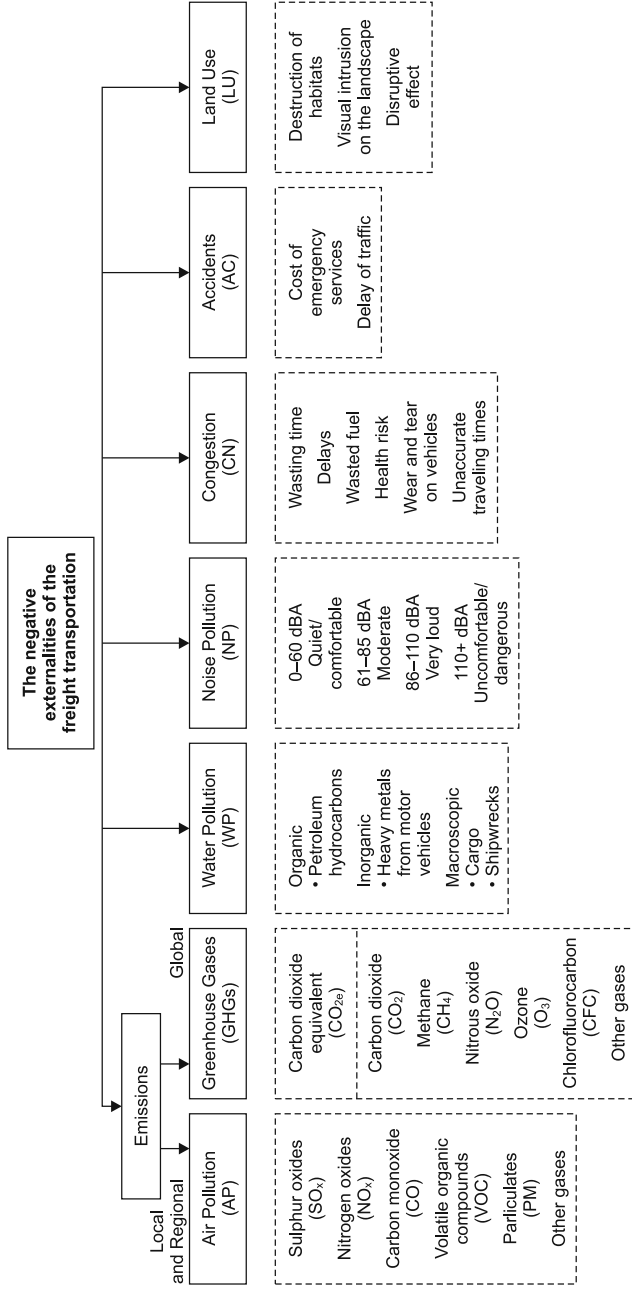 The negative
externalities of the
freight transportation
Emissions
Local
and Regional
Global
Air Pollution
(AP)
Sulphur oxides
(SOₓ)
Nitrogen oxides
(NOₓ)
Carbon monoxide
(CO)
Volatile organic
compounds
(VOC)
Parliculates
(PM)
Other gases
Greenhouse Gases
(GHGs)
Carbon dioxide
equivalent
(CO₂ₑ)
Carbon dioxide
(CO₂)
Methane
(CH₄)
Nitrous oxide
(N₂O)
Ozone
(O₃)
Chlorofluorocarbon
(CFC)
Other gases
Water Pollution
(WP)
Organic
• Petroleum
hydrocarbons
Inorganic
• Heavy metals
from motor
vehicles
Macroscopic
• Cargo
• Shipwrecks
Noise Pollution
(NP)
0–60 dBA
Quiet/
comfortable
61–85 dBA
Moderate
86–110 dBA
Very loud
110+ dBA
Uncomfortable/
dangerous
Congestion
(CN)
Wasting time
Delays
Wasted fuel
Health risk
Wear and tear
on vehicles
Unaccurate
traveling times
Accidents
(AC)
Cost of
emergency
services
Delay of traffic
Land Use
(LU)
Destruction of
habitats
Visual intrusion
on the landscape
Disruptive
effect